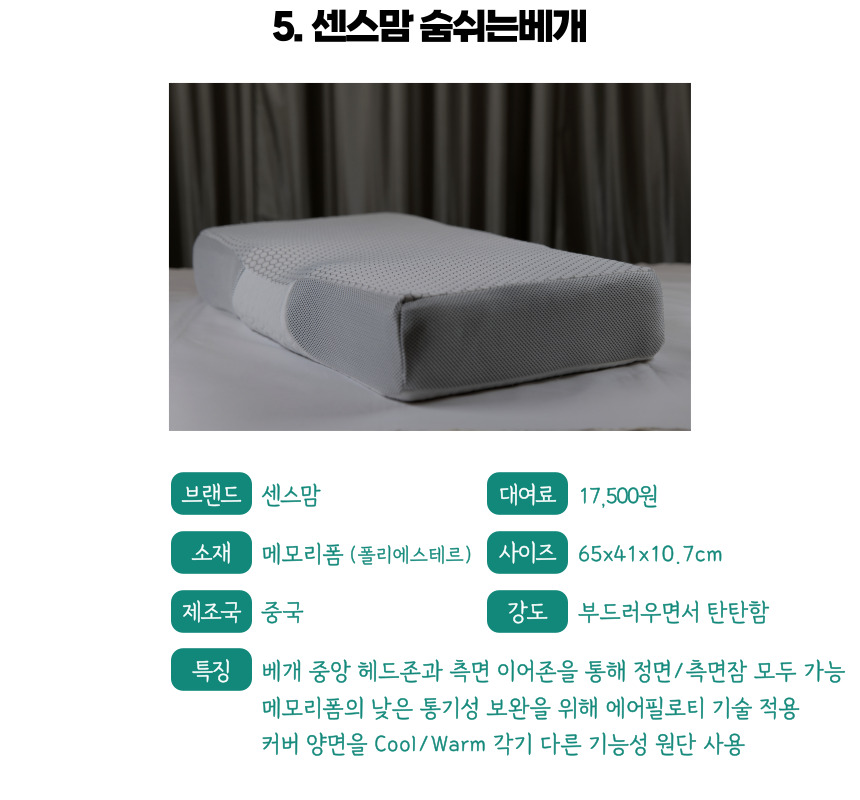 5. 센스맘 숨쉬는베개
브랜드 센스맘 대여료 17,500원
소재 메모리폼 (폴리에스테르) 사이즈 65x41x10.7cm
제조국 중국 강도 부드러우면서 탄탄함
특징 베개 중앙 헤드존과 측면 이어존을 통해 정면/측면잠 모두 가능
메모리폼의 낮은 통기성 보완을 위해 에어필로티 기술 적용
커버 양면을 Cool/Warm 각기 다른 기능성 원단 사용